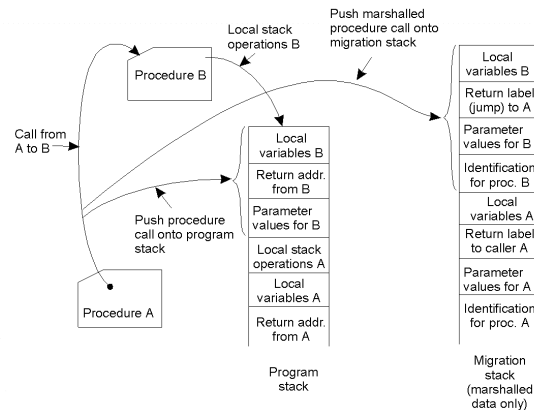 Local stack
operations B
Push marshalled
procedure call onto
migration stack
Procedure B
Call from
A to B
Push procedure
call onto program
stack
Procedure A
Local
variables B
Return addr.
from B
Parameter
values for B
Local stack
operations A
Local
variables A
Return addr.
from A
Program
stack
Local
variables B
Return label
(jump) to A
Parameter
values for B
Identification
for proc. B
Local
variables A
Return label
to caller A
Parameter
values for A
Identification
for proc. A
Migration
stack
(marshalled
data only)